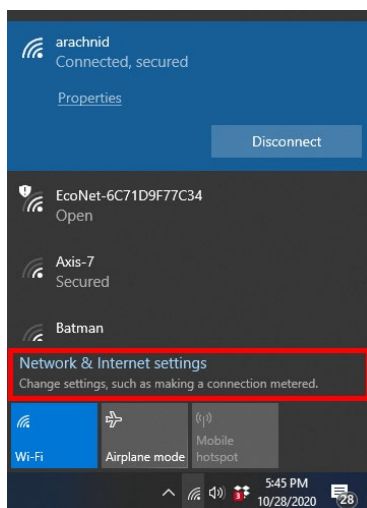 arachnid
Connected, secured
Properties
Disconnect
EcoNet-6C71D9F77C34
Open
Axis-7
Secured
Batman
Network & Internet settings
Change settings, such as making a connection metered.
Wi-Fi
Airplane mode
Mobile
hotspot
5:45 PM
10/28/2020
28